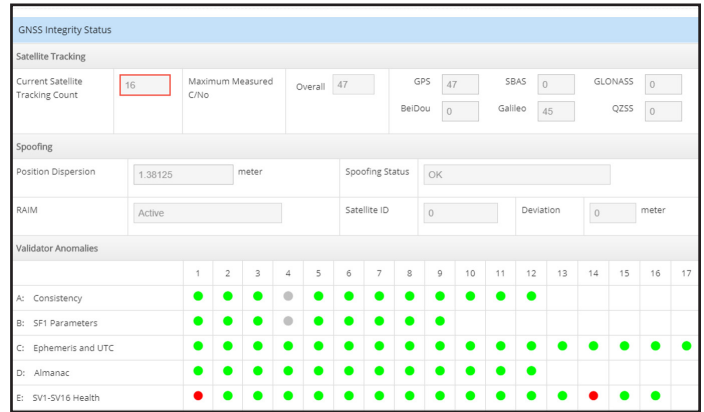 GNSS Integrity Status
Satellite Tracking
Current Satellite Tracking Count 16 Maximum Measured C/No Overall 47 GPS 47 SBAS 0 GLONASS 0
BeiDou 0 Galileo 45 QZSS 0
Spoofing
Position Dispersion 1.38125 meter Spoofing Status OK
RAIM Active Satellite ID 0 Deviation 0 meter
Validator Anomalies
1 2 3 4 5 6 7 8 9 10 11 12 13 14 15 16 17
A: Consistency
B: SF1 Parameters
C: Ephemeris and UTC
D: Almanac
E: SV1-SV16 Health